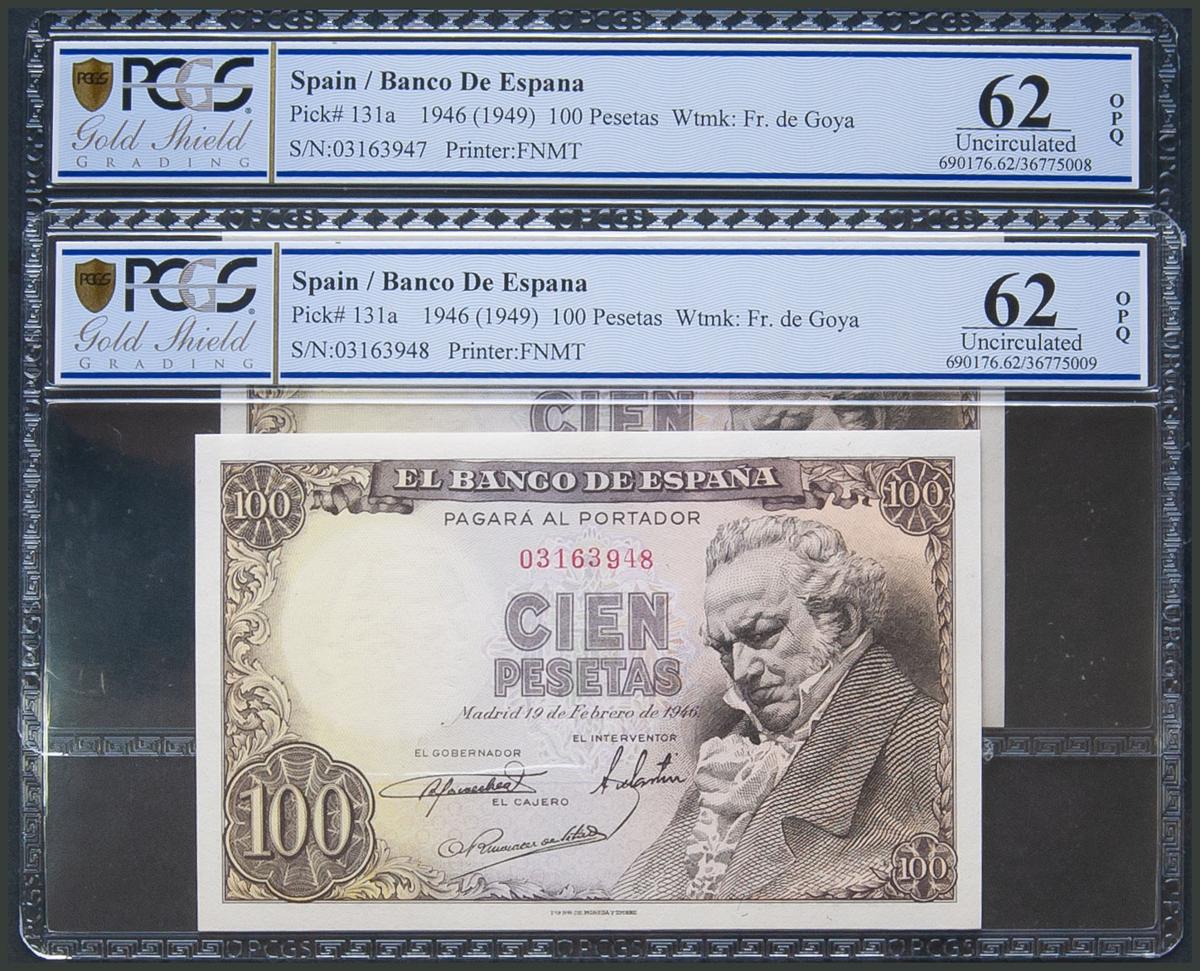 PCGS
PCGS
Gold Shield
GRADING
Spain / Banco De Espana
Pick# 131a 1946 (1949) 100 Pesetas Wtmk: Fr. de Goya
S/N:03163947 Printer:FNMT
62
Uncirculated
690176.62/36775008
OPQ
PCGS
PCGS
Gold Shield
GRADING
Spain / Banco De Espana
Pick# 131a 1946 (1949) 100 Pesetas Wtmk: Fr. de Goya
S/N:03163948 Printer:FNMT
62
Uncirculated
690176.62/36775009
OPQ
CIEN
EL BANCO DE ESPAÑA
100
100
PAGARÁ AL PORTADOR
03163948
CIEN
PESETAS
Madrid 19 de Febrero de 1946
EL INTERVENTOR
EL GOBERNADOR
EL CAJERO
100
100